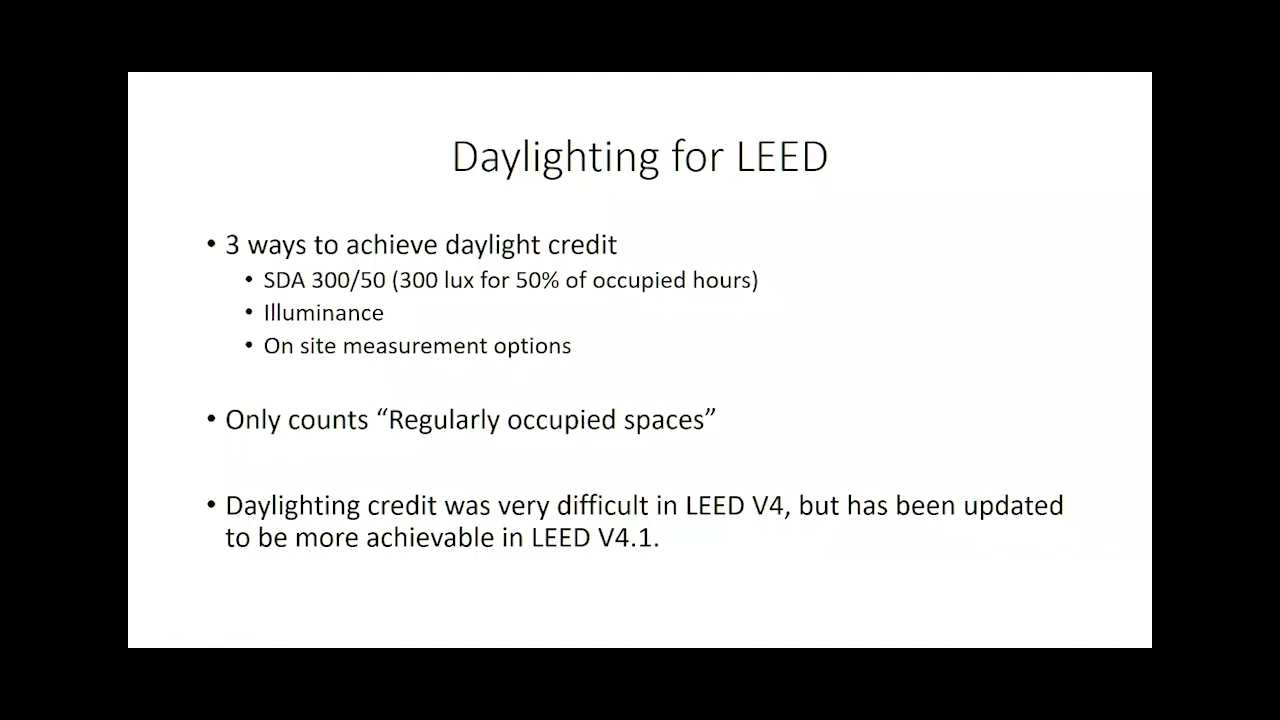 Daylighting for LEED
• 3 ways to achieve daylight credit
• SDA 300/50 (300 lux for 50% of occupied hours)
• Illuminance
• On site measurement options
• Only counts “Regularly occupied spaces”
• Daylighting credit was very difficult in LEED V4, but has been updated
to be more achievable in LEED V4.1.